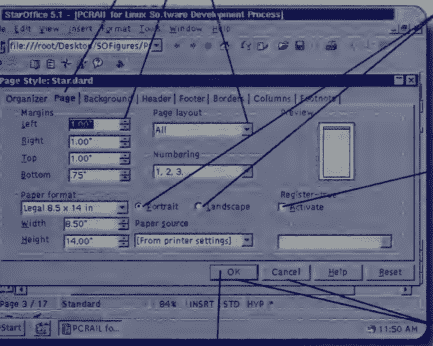 StarOffice 5.1 - [PCRAIL for Linux Software Development Process]
File Edit View Insert Format Tools Window Help
file:///root/Desktop/SOFigures/P
Page Style: Standard
Organizer Page Background Header Footer Borders Columns Footnote
Margins Page layout Preview
Left 1.00" All
Right 1.00" Numbering
Top 1.00" 1, 2, 3,
Bottom .75"
Paper format Register-true
Legal 8.5 x 14 in Portrait Landscape Activate
Width 8.50" Paper source
Height 14.00" [From printer settings]
OK Cancel Help Reset
Page 3 / 17 Standard 84% INSRT STD HYP *
Start PCRAIL fo... 11:50 AM